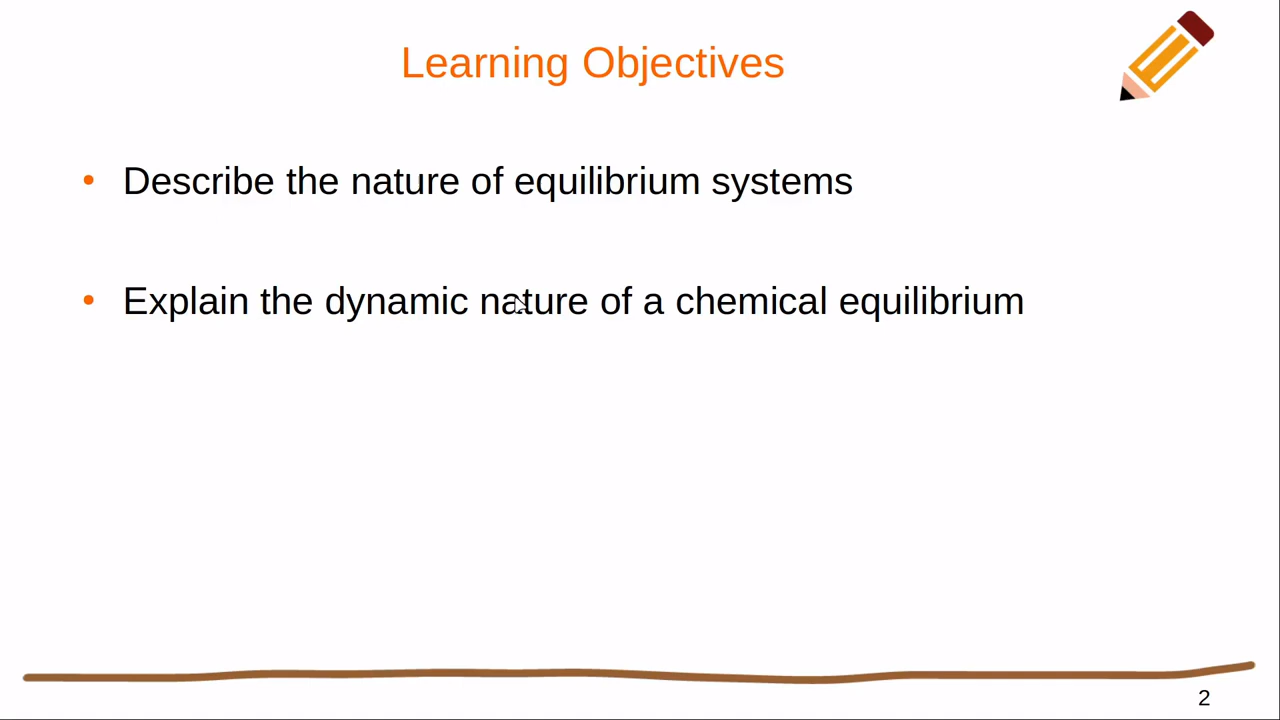 Learning Objectives
• Describe the nature of equilibrium systems
• Explain the dynamic nature of a chemical equilibrium
2